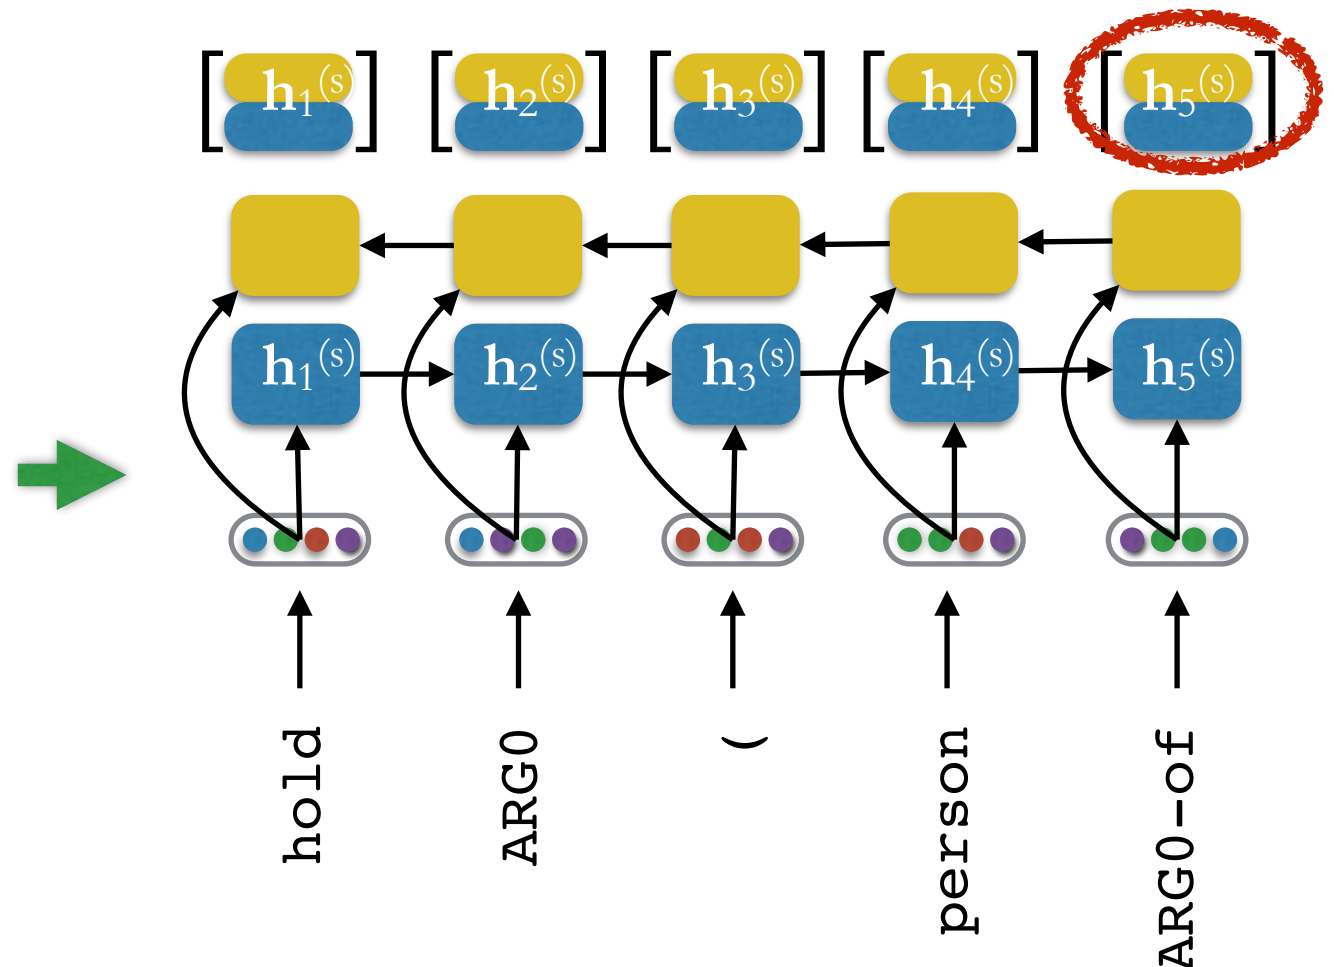 [h₁⁽ˢ⁾] [h₂⁽ˢ⁾] [h₃⁽ˢ⁾] [h₄⁽ˢ⁾] [h₅⁽ˢ⁾]
h₁⁽ˢ⁾ h₂⁽ˢ⁾ h₃⁽ˢ⁾ h₄⁽ˢ⁾ h₅⁽ˢ⁾
hold
ARG0
(
person
ARG0-of